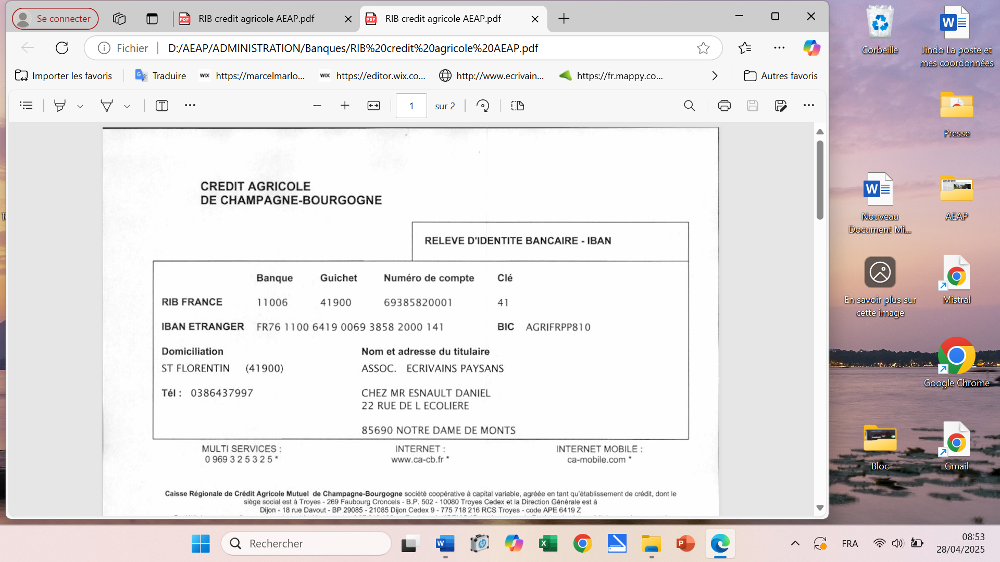 Se connecter
RIB credit agricole AEAP.pdf
RIB credit agricole AEAP.pdf
Fichier
D:/AEAP/ADMINISTRATION/Banques/RIB%20credit%20agricole%20AEAP.pdf
Importer les favoris
Traduire
WIX https://marcelmarlo...
WIX https://editor.wix.co...
http://www.ecrivain...
https://fr.mappy.co...
Autres favoris
1 sur 2
CREDIT AGRICOLE
DE CHAMPAGNE-BOURGOGNE
RELEVE D'IDENTITE BANCAIRE - IBAN
Banque Guichet Numéro de compte Clé
RIB FRANCE 11006 41900 69385820001 41
IBAN ETRANGER FR76 1100 6419 0069 3858 2000 141 BIC AGRIFRPP810
Domiciliation Nom et adresse du titulaire
ST FLORENTIN (41900) ASSOC. ECRIVAINS PAYSANS
Tél : 0386437997 CHEZ MR ESNAULT DANIEL
22 RUE DE L ECOLIERE
85690 NOTRE DAME DE MONTS
MULTI SERVICES : INTERNET : INTERNET MOBILE :
0 969 3 2 5 3 2 5 * www.ca-cb.fr * ca-mobile.com *
Caisse Régionale de Crédit Agricole Mutuel de Champagne-Bourgogne société coopérative à capital variable, agréée en tant qu'établissement de crédit, dont le
siège social est à Troyes - 269 Faubourg Croncels - B.P. 502 - 10080 Troyes Cedex et la Direction Générale est à
Dijon - 18 rue Davout - BP 29085 - 21085 Dijon Cedex 9 - 775 718 216 RCS Troyes - code APE 6419 Z
Corbeille
Jindo La poste et
mes coordonnées
Presse
Nouveau
Document Mi...
AEAP
En savoir plus sur
cette image
Mistral
Google Chrome
Bloc
Gmail
Rechercher
FRA
08:53
28/04/2025